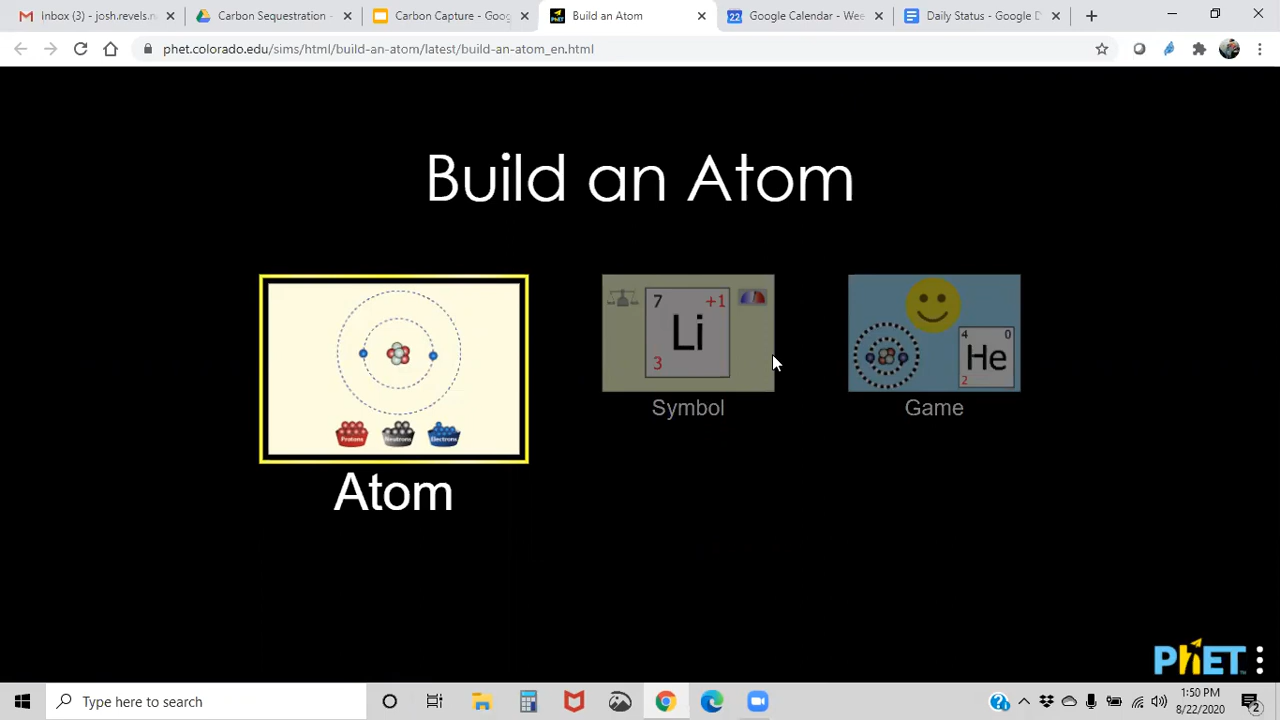 Inbox (3) - josh.levels.n
Carbon Sequestration -
Carbon Capture - Goog
Build an Atom
Google Calendar - Wee
Daily Status - Google D
phet.colorado.edu/sims/html/build-an-atom/latest/build-an-atom_en.html
Build an Atom
Protons
Neutrons
Electrons
Atom
7 +1
Li
3
Symbol
4 0
He
2
Game
PhET
Type here to search
1:50 PM
8/22/2020
2